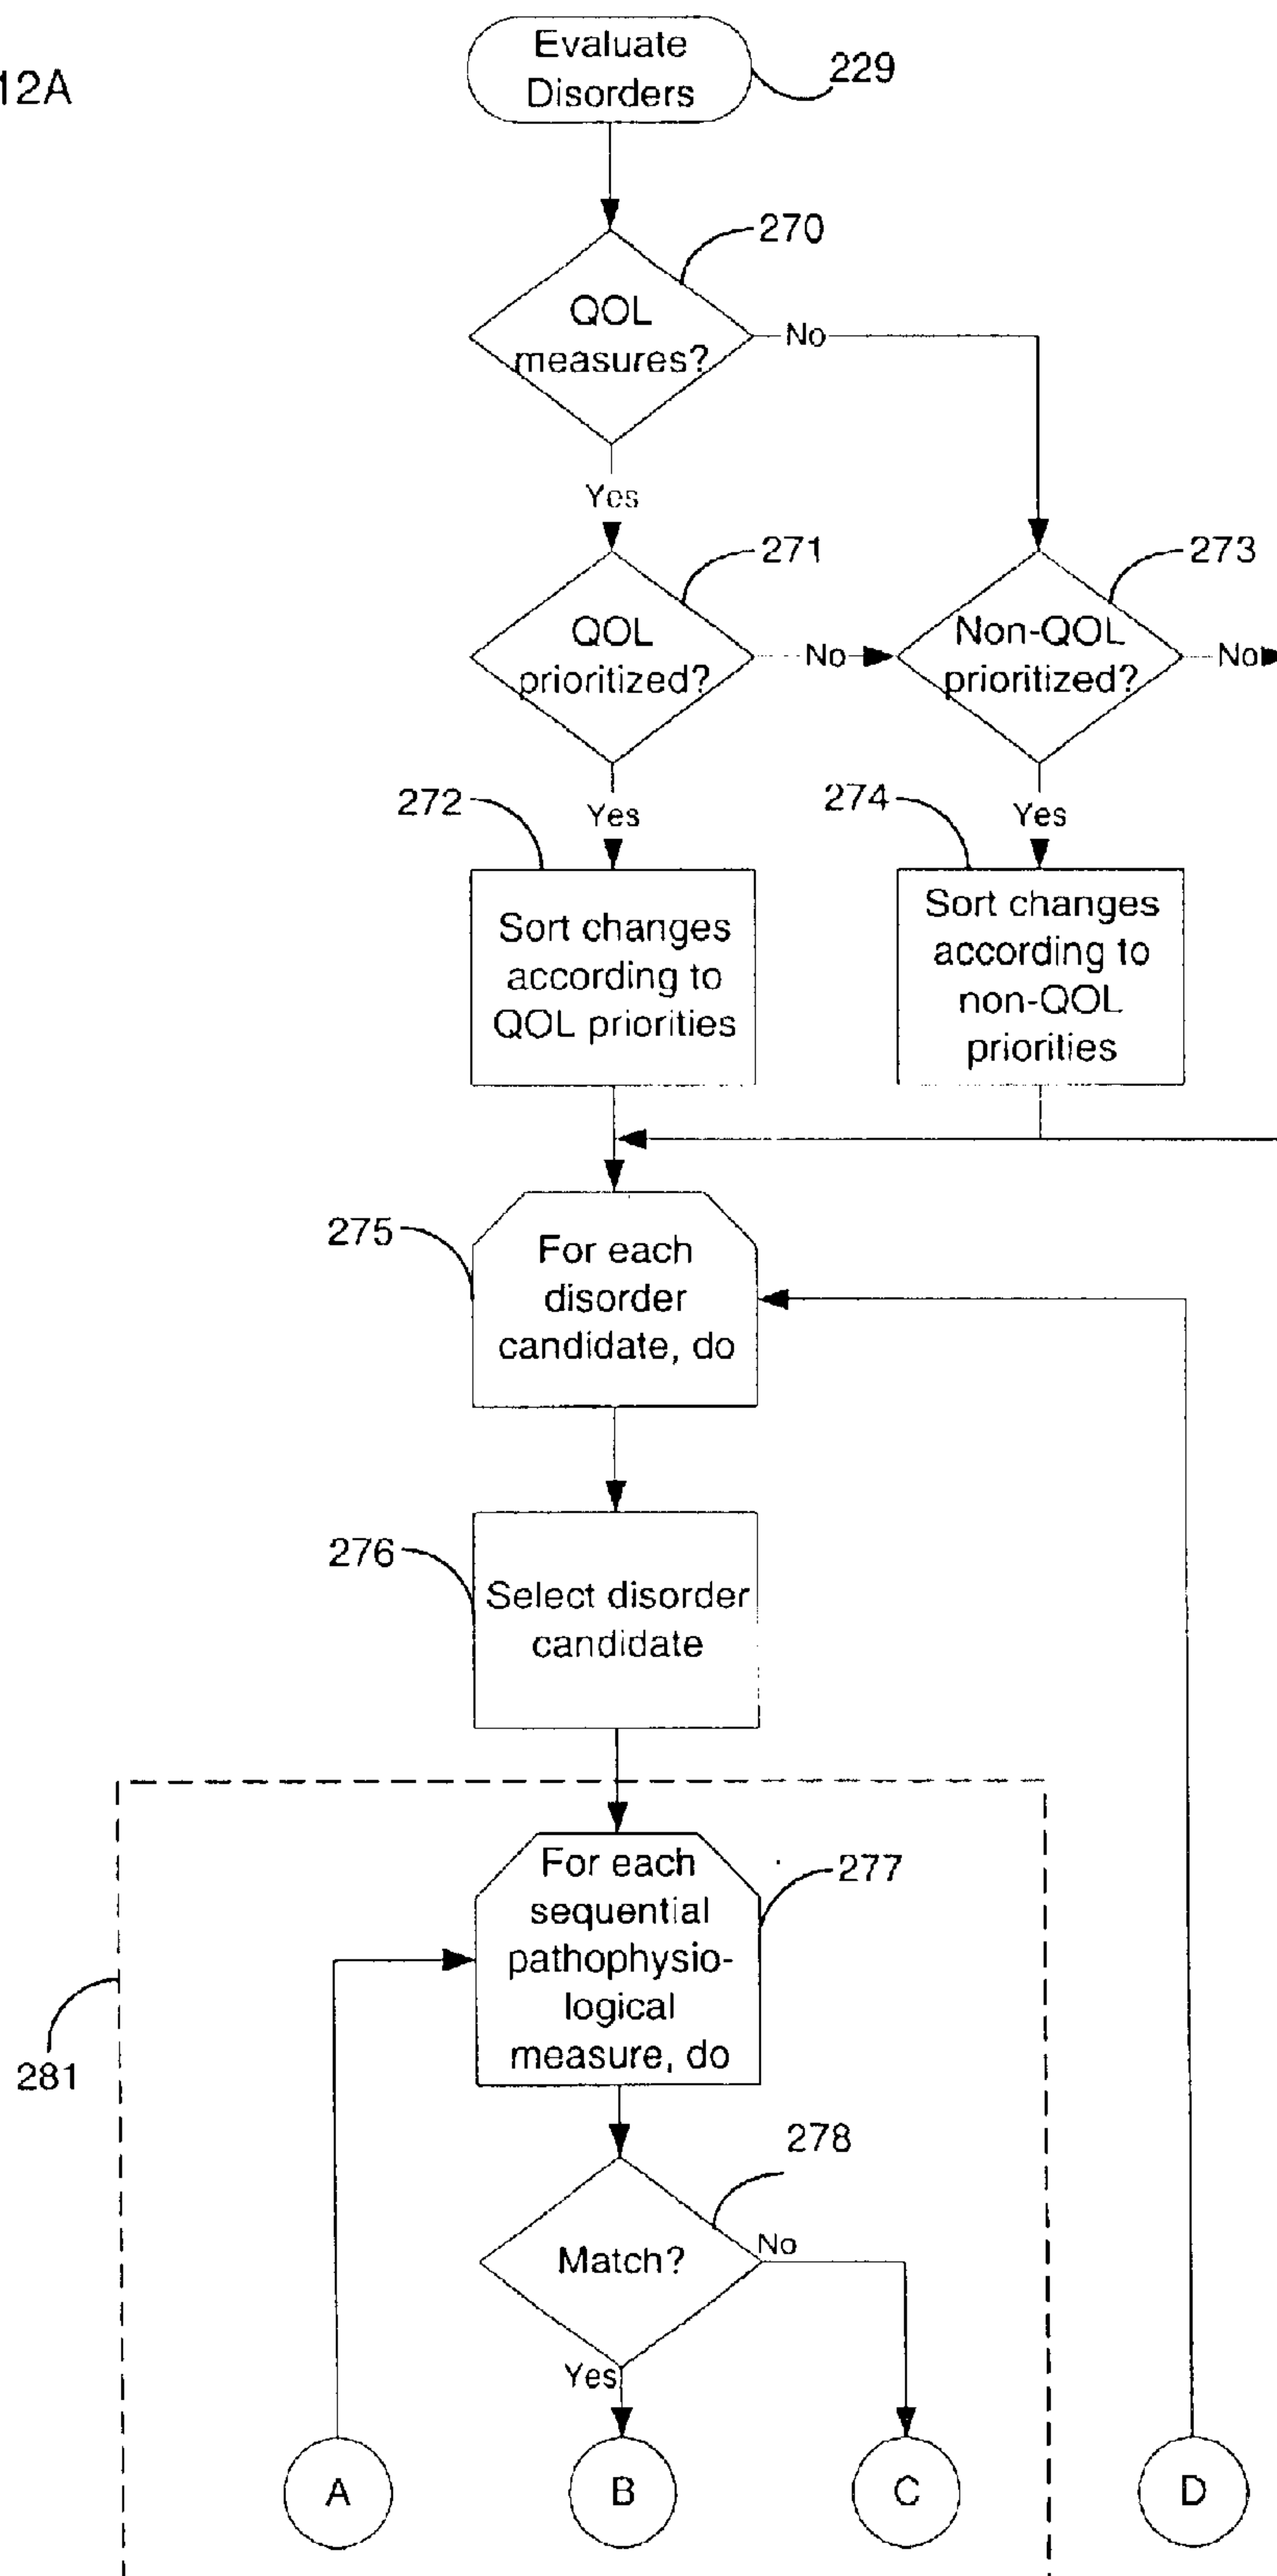 12A
Evaluate
Disorders
229
270
QOL
measures?
No
Yes
271
QOL
prioritized?
No
273
Non-QOL
prioritized?
No
272
Yes
274
Yes
Sort changes
according to
QOL priorities
Sort changes
according to
non-QOL
priorities
275
For each
disorder
candidate, do
276
Select disorder
candidate
277
For each
sequential
pathophysio-
logical
measure, do
281
278
Match?
No
Yes
A
B
C
D